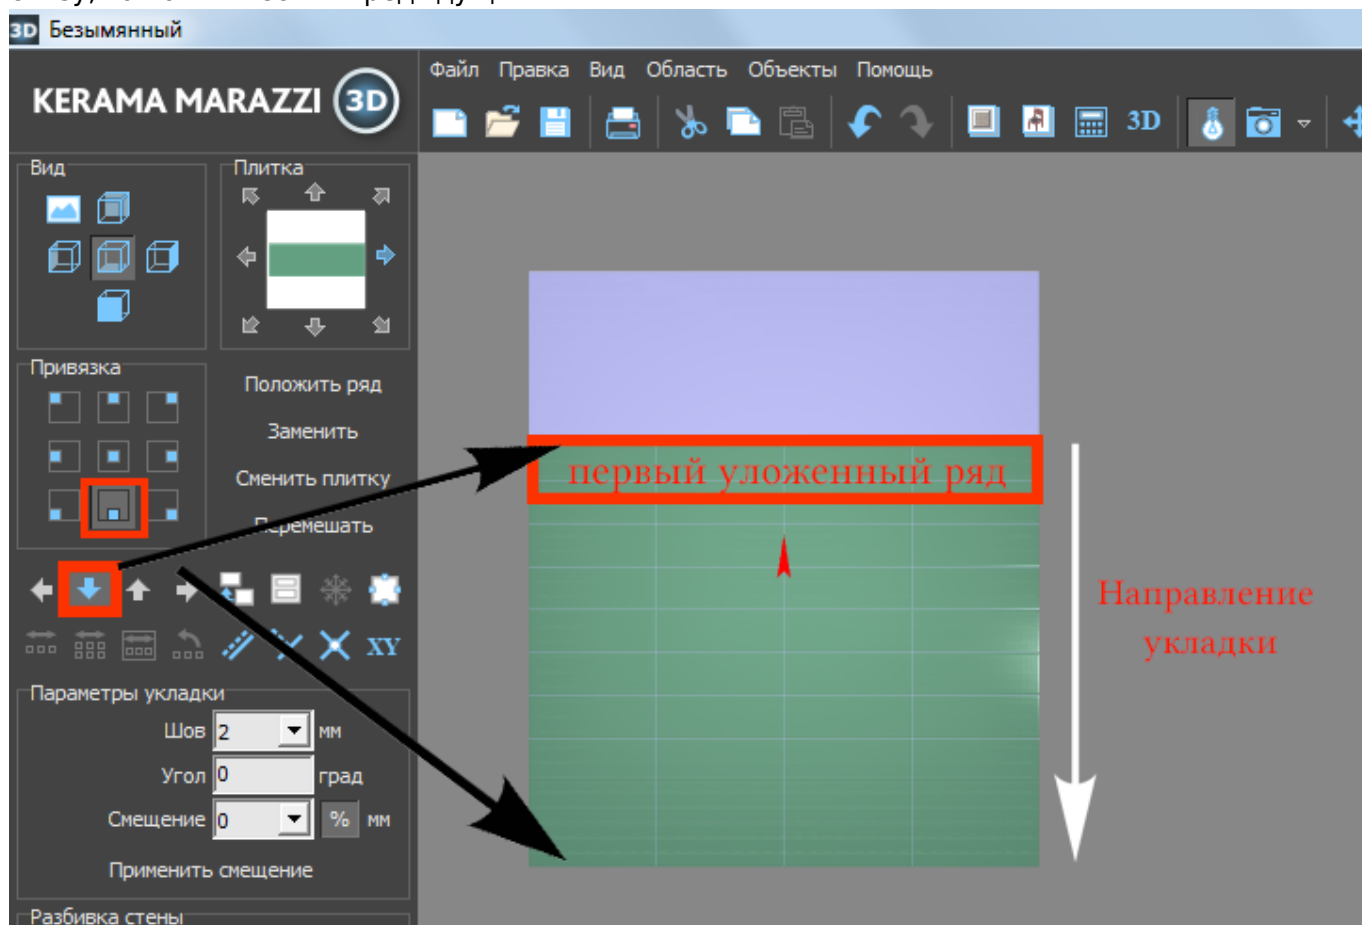 Безымянный
KERAMA MARAZZI 3D
Файл Правка Вид Область Объекты Помощь
3D
Вид
Плитка
Привязка
Положить ряд
Заменить
Сменить плитку
Перемешать
первый уложенный ряд
Направление
укладки
XY
Параметры укладки
Шов 2 мм
Угол 0 град
Смещение 0 % мм
Применить смещение
Разбивка стены